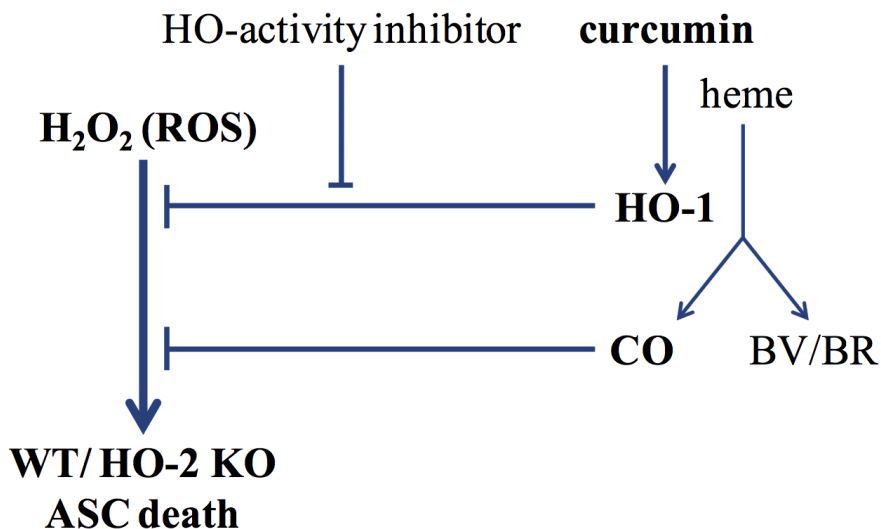 HO-activity inhibitor curcumin
heme
H₂O₂ (ROS)
HO-1
CO BV/BR
WT/ HO-2 KO
ASC death